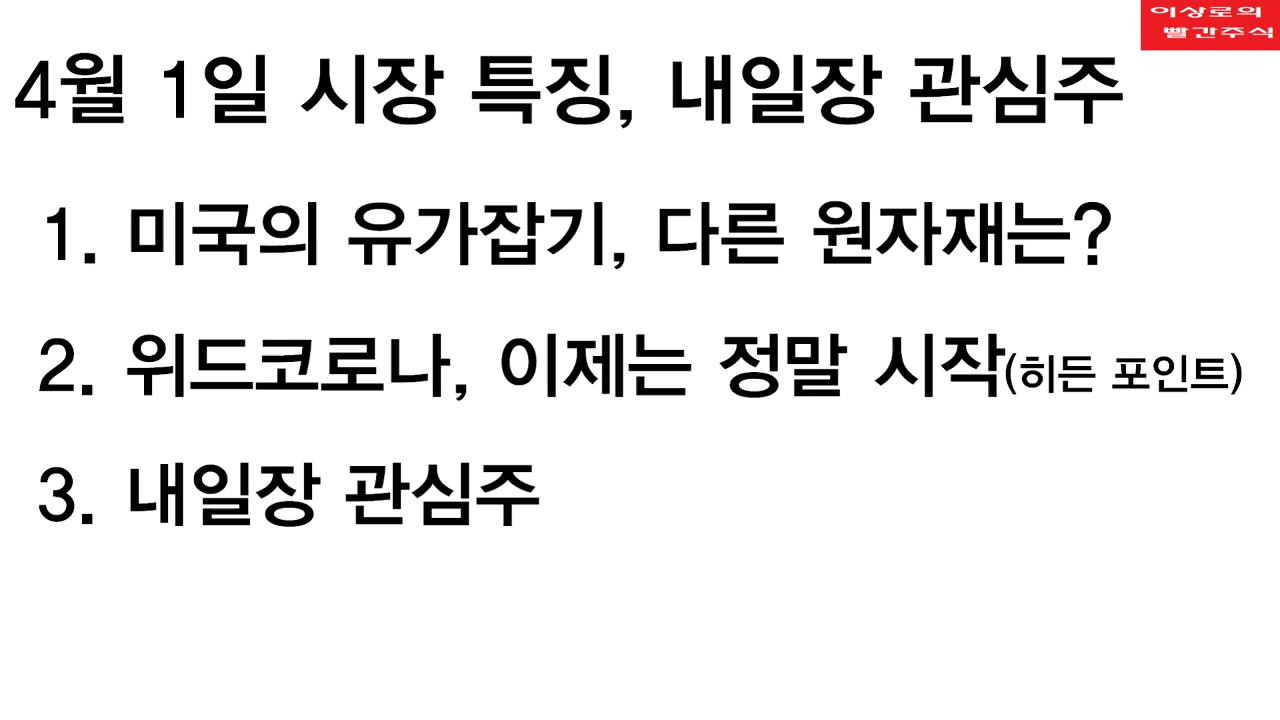 이상로의
빨간주식
4월 1일 시장 특징, 내일장 관심주
1. 미국의 유가잡기, 다른 원자재는?
2. 위드코로나, 이제는 정말 시작(히든 포인트)
3. 내일장 관심주